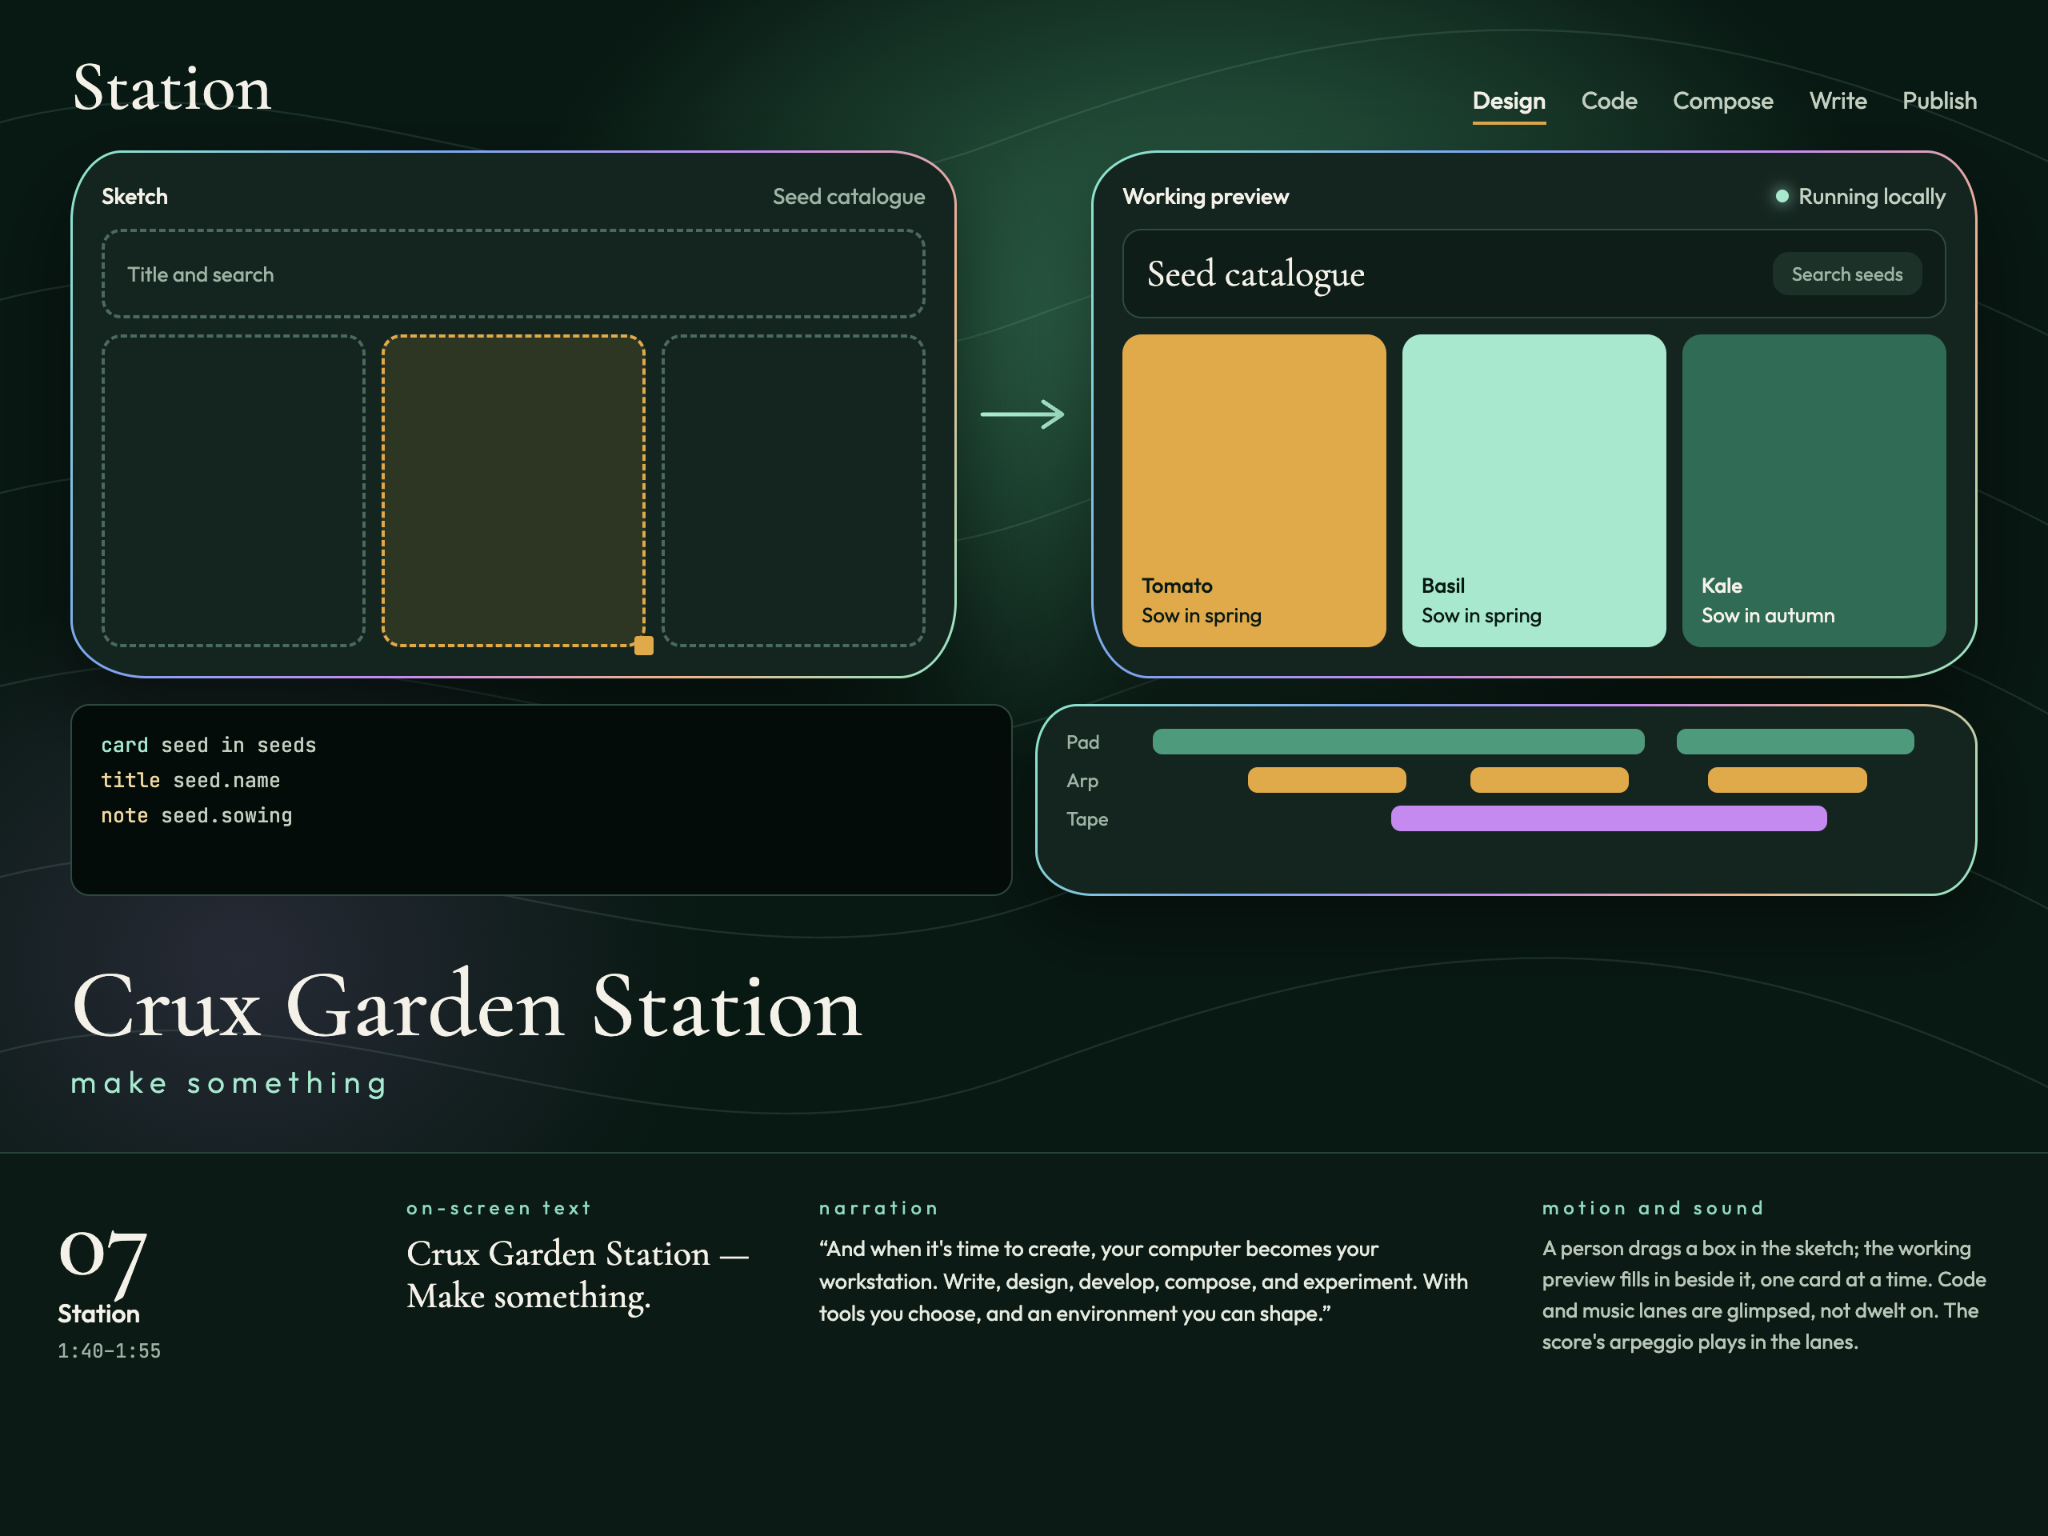 Station
Design Code Compose Write Publish
Sketch
Seed catalogue
Title and search
Working preview
Running locally
Seed catalogue
Search seeds
Tomato
Sow in spring
Basil
Sow in spring
Kale
Sow in autumn
card seed in seeds
title seed.name
note seed.sowing
Pad
Arp
Tape
Crux Garden Station
make something
07
Station
1:40–1:55
on-screen text
Crux Garden Station —
Make something.
narration
“And when it's time to create, your computer becomes your
workstation. Write, design, develop, compose, and experiment. With
tools you choose, and an environment you can shape.”
motion and sound
A person drags a box in the sketch; the working
preview fills in beside it, one card at a time. Code
and music lanes are glimpsed, not dwelt on. The
score's arpeggio plays in the lanes.